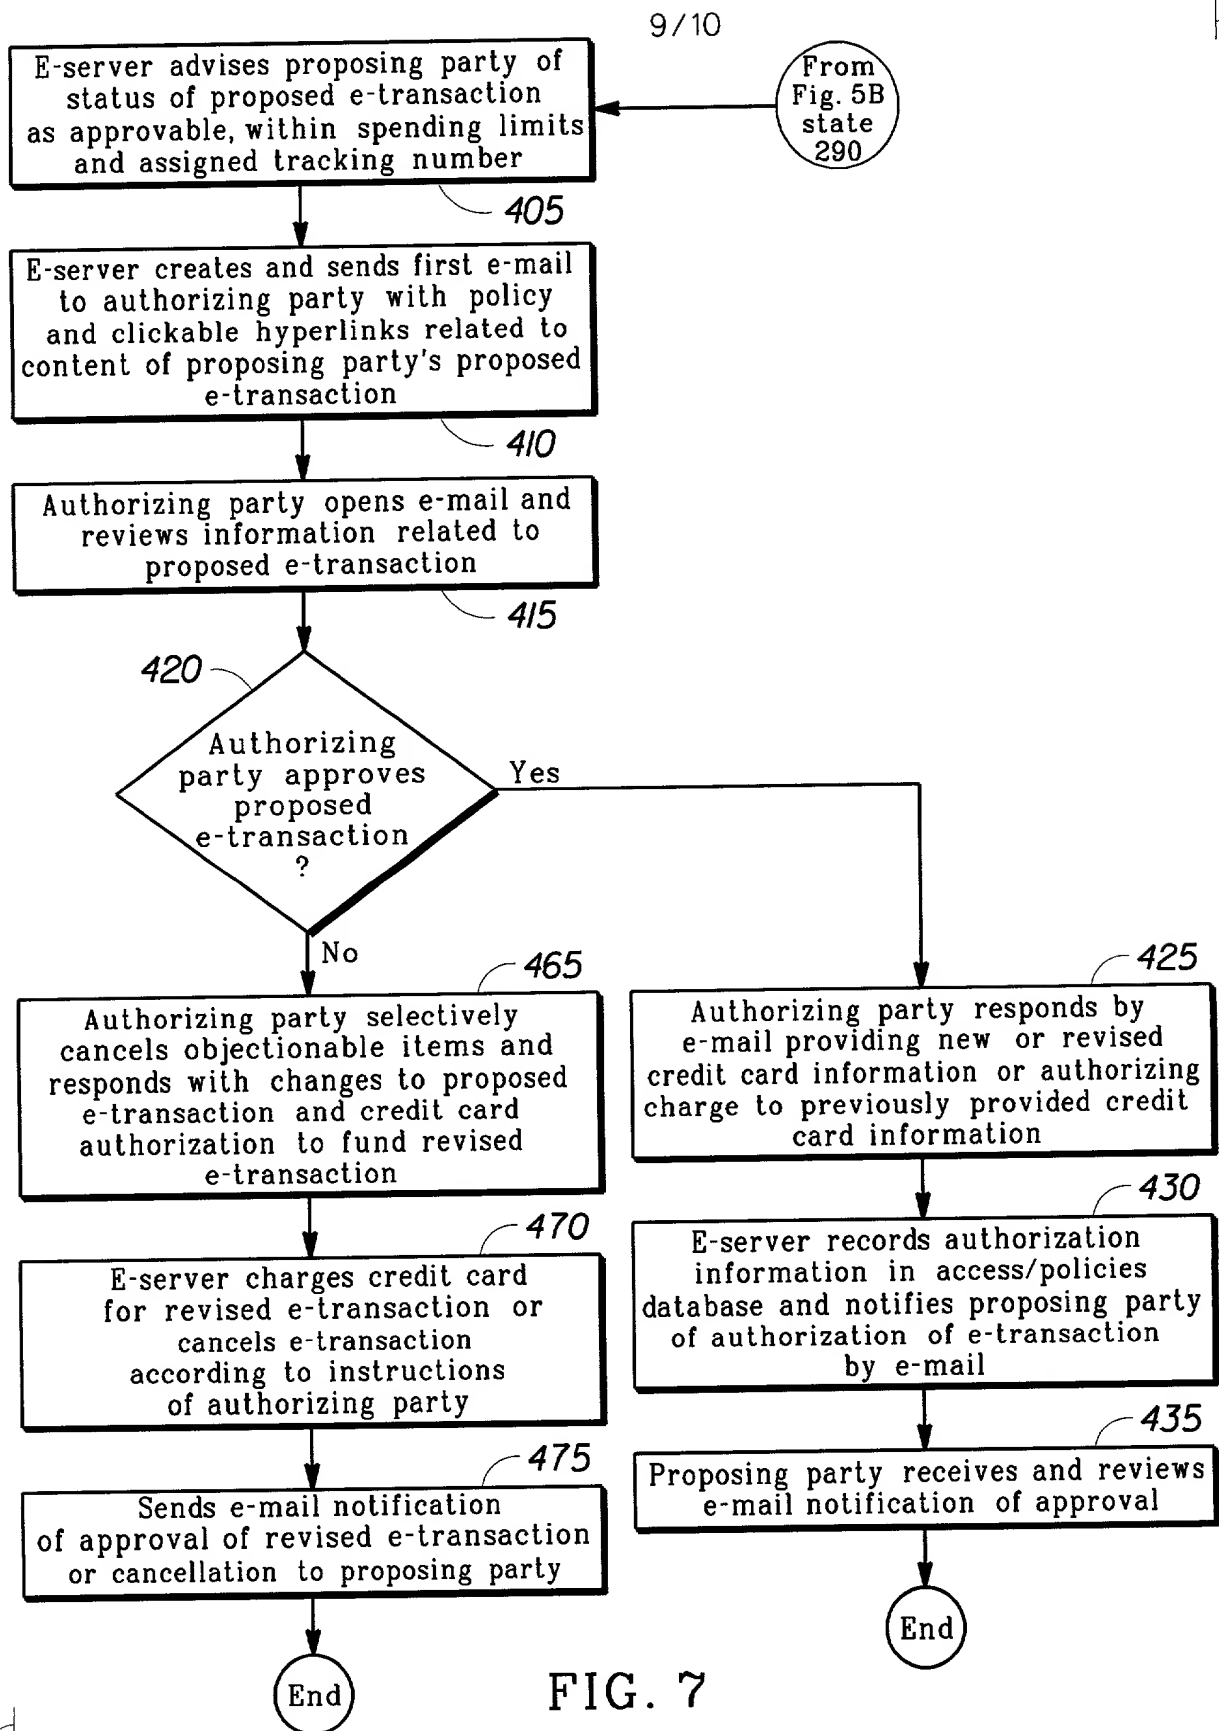 9/10
From
Fig. 5B
state
290
E-server advises proposing party of
status of proposed e-transaction
as approvable, within spending limits
and assigned tracking number
405
E-server creates and sends first e-mail
to authorizing party with policy
and clickable hyperlinks related to
content of proposing party's proposed
e-transaction
410
Authorizing party opens e-mail and
reviews information related to
proposed e-transaction
415
420
Authorizing
party approves
proposed
e-transaction
?
Yes
No
465
Authorizing party selectively
cancels objectionable items and
responds with changes to proposed
e-transaction and credit card
authorization to fund revised
e-transaction
470
E-server charges credit card
for revised e-transaction or
cancels e-transaction
according to instructions
of authorizing party
475
Sends e-mail notification
of approval of revised e-transaction
or cancellation to proposing party
End
425
Authorizing party responds by
e-mail providing new or revised
credit card information or authorizing
charge to previously provided credit
card information
430
E-server records authorization
information in access/policies
database and notifies proposing party
of authorization of e-transaction
by e-mail
435
Proposing party receives and reviews
e-mail notification of approval
End
FIG. 7